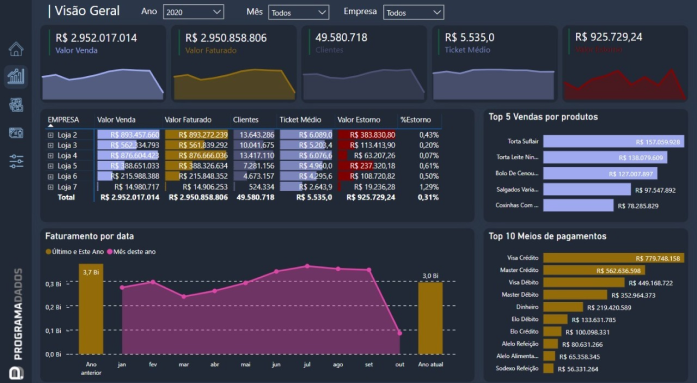 Visão Geral
Ano 2020
Mês Todos
Empresa Todos
R$ 2.952.017.014
Valor Venda
R$ 2.950.858.806
Valor Faturado
49.580.718
Clientes
R$ 5.535,0
Ticket Médio
R$ 925.729,24
EMPRESA Valor Venda Valor Faturado Clientes Ticket Médio Valor Estorno %Estorno
Loja 2 R$ 893.457.660 R$ 893.272.239 13.643.286 R$ 6.089,0 R$ 383.830,80 0,43%
Loja 3 R$ 562.334.793 R$ 561.839.292 10.041.675 R$ 5.203,4 R$ 113.413,90 0,20%
Loja 4 R$ 876.604.423 R$ 876.666.036 13.417.110 R$ 6.076,6 R$ 63.207,26 0,07%
Loja 5 R$ 388.651.033 R$ 388.326.634 7.281.156 R$ 4.960,0 R$ 237.320,18 0,61%
Loja 6 R$ 215.988.388 R$ 215.848.352 4.673.157 R$ 4.295,6 R$ 108.720,82 0,50%
Loja 7 R$ 14.980.717 R$ 14.906.253 524.334 R$ 2.643,9 R$ 19.236,28 1,29%
Total R$ 2.952.017.014 R$ 2.950.858.806 49.580.718 R$ 5.535,0 R$ 925.729,24 0,31%
Top 5 Vendas por produtos
Torta Suflair R$ 157.059.928
Torta Leite Nin... R$ 138.079.609
Bolo De Cenou... R$ 127.007.897
Salgados Varia... R$ 97.547.892
Coxinhas Com ... R$ 78.285.829
Faturamento por data
Último e Este Ano Mês deste ano
3,7 Bi
3,0 Bi
0,3 Bi
0,2 Bi
0,1 Bi
0,0 Bi
Ano anterior
jan fev mar abr mai jun jul ago set out
Ano atual
Top 10 Meios de pagamentos
Visa Crédito R$ 779.748.158
Master Crédito R$ 562.636.598
Visa Débito R$ 449.168.722
Master Débito R$ 352.964.373
Dinheiro R$ 219.420.589
Elo Débito R$ 133.631.785
Elo Crédito R$ 100.098.331
Alelo Refeição R$ 80.631.266
Alelo Alimenta... R$ 65.358.345
Sodexo Refeição R$ 56.331.264
PROGRAMADADOS